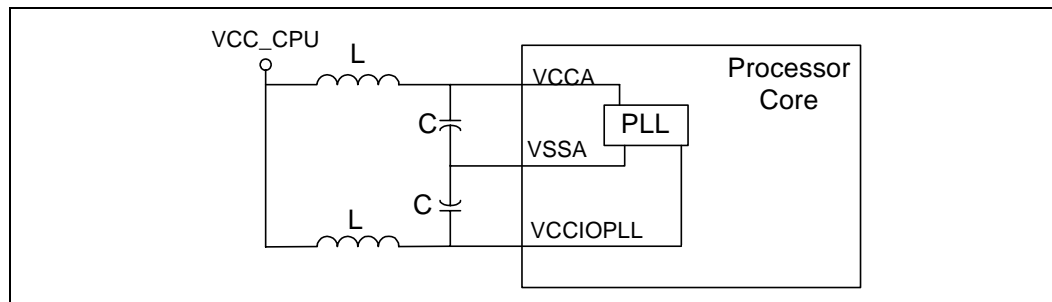 VCC_CPU
L
VCCA
Processor
Core
C
PLL
VSSA
C
L
VCCIOPLL